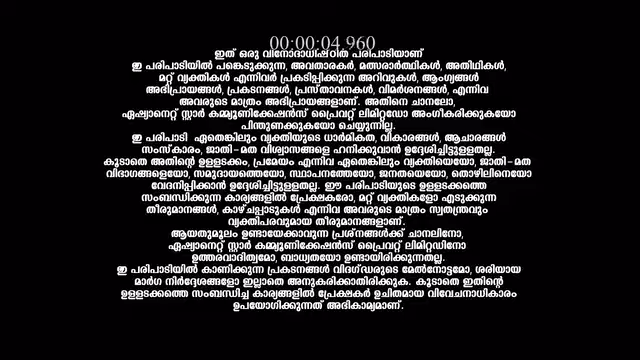 00:00:04.960
ഇത് ഒരു വിനോദാധിഷ്ഠിത പരിപാടിയാണ്
ഈ പരിപാടിയിൽ പങ്കെടുക്കുന്ന, അവതാരകർ, മത്സരാർത്ഥികൾ, അതിഥികൾ,
മറ്റ് വ്യക്തികൾ എന്നിവർ പ്രകടിപ്പിക്കുന്ന അറിവുകൾ, ആംഗ്യങ്ങൾ
അഭിപ്രായങ്ങൾ, പ്രകടനങ്ങൾ, പ്രസ്താവനകൾ, വിമർശനങ്ങൾ, എന്നിവ
അവരുടെ മാത്രം അഭിപ്രായങ്ങളാണ്. അതിനെ ചാനലോ,
ഏഷ്യാനെറ്റ് സ്റ്റാർ കമ്മ്യൂണിക്കേഷൻസ് പ്രൈവറ്റ് ലിമിറ്റഡോ അംഗീകരിക്കുകയോ
പിന്തുണക്കുകയോ ചെയ്യുന്നില്ല.
ഈ പരിപാടി ഏതെങ്കിലും വ്യക്തിയുടെ ധാർമികത, വികാരങ്ങൾ, ആചാരങ്ങൾ
സംസ്കാരം, ജാതി-മത വിശ്വാസങ്ങളെ ഹനിക്കുവാൻ ഉദ്ദേശിച്ചിട്ടുള്ളതല്ല.
കൂടാതെ അതിന്റെ ഉള്ളടക്കം, പ്രമേയം എന്നിവ ഏതെങ്കിലും വ്യക്തിയെയോ, ജാതി-മത
വിഭാഗങ്ങളെയോ, സമുദായത്തെയോ, സ്ഥാപനത്തേയോ, ജനതയെയോ, തൊഴിലിനെയോ
വേദനിപ്പിക്കാൻ ഉദ്ദേശിച്ചിട്ടുള്ളതല്ല. ഈ പരിപാടിയുടെ ഉള്ളടക്കത്തെ
സംബന്ധിക്കുന്ന കാര്യങ്ങളിൽ പ്രേക്ഷകരോ, മറ്റ് വ്യക്തികളോ എടുക്കുന്ന
തീരുമാനങ്ങൾ, കാഴ്ചപ്പാടുകൾ എന്നിവ അവരുടെ മാത്രം സ്വതന്ത്രവും
വ്യക്തിപരവുമായ തീരുമാനങ്ങളാണ്.
ആയതുമൂലം ഉണ്ടായേക്കാവുന്ന പ്രശ്നങ്ങൾക്ക് ചാനലിനോ,
ഏഷ്യാനെറ്റ് സ്റ്റാർ കമ്മ്യൂണിക്കേഷൻസ് പ്രൈവറ്റ് ലിമിറ്റഡിനോ
ഉത്തരവാദിത്വമോ, ബാധ്യതയോ ഉണ്ടായിരിക്കുന്നതല്ല.
ഈ പരിപാടിയിൽ കാണിക്കുന്ന പ്രകടനങ്ങൾ വിദഗ്ദ്ധരുടെ മേൽനോട്ടമോ, ശരിയായ
മാർഗ നിർദ്ദേശങ്ങളോ ഇല്ലാതെ അനുകരിക്കാതിരിക്കുക. കൂടാതെ ഇതിന്റെ
ഉള്ളടക്കത്തെ സംബന്ധിച്ച കാര്യങ്ങളിൽ പ്രേക്ഷകർ ഉചിതമായ വിവേചനാധികാരം
ഉപയോഗിക്കുന്നത് അഭികാമ്യമാണ്.